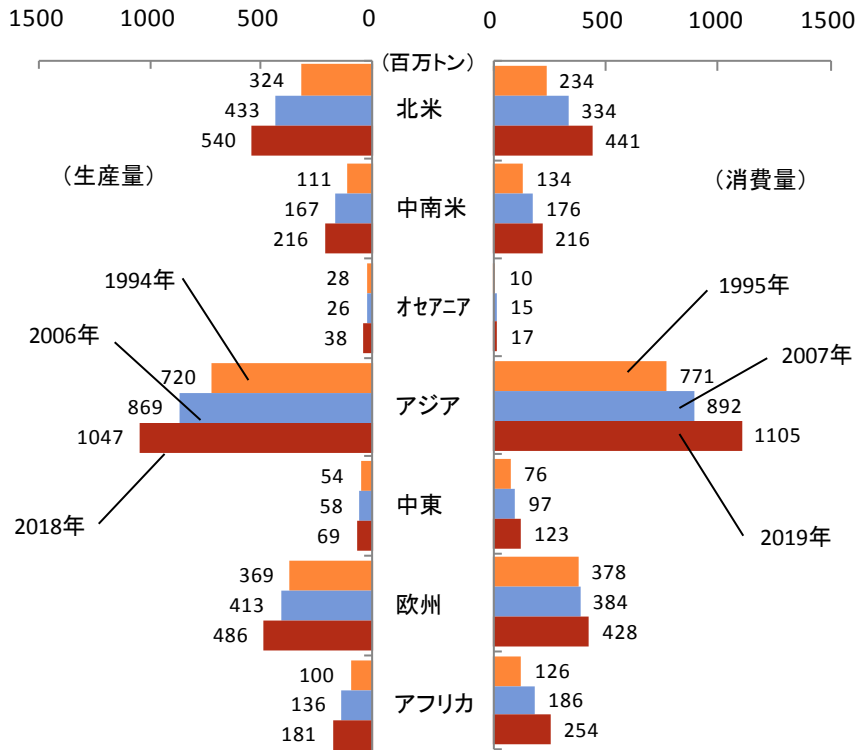 1500 1000 500 0 0 500 1000 1500
（百万トン）
324 234
433 北米 334
540 441
（生産量） （消費量）
111 134
167 中南米 176
216 216
1994年 28 10 1995年
26 オセアニア 15
2006年 38 17 2007年
720 771
869 アジア 892
1047 1105
54 76
58 中東 97
2018年 69 123 2019年
369 378
413 欧州 384
486 428
100 126
136 アフリカ 186
181 254